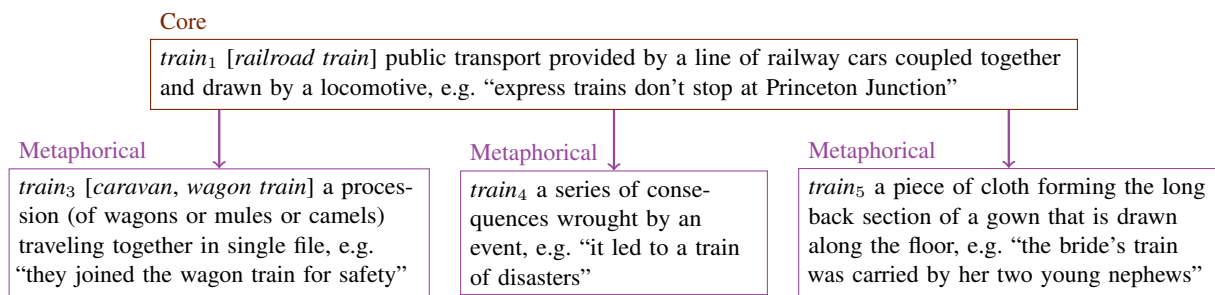 Core
train₁ [railroad train] public transport provided by a line of railway cars coupled together
and drawn by a locomotive, e.g. “express trains don’t stop at Princeton Junction”
Metaphorical
train₃ [caravan, wagon train] a proces-
sion (of wagons or mules or camels)
traveling together in single file, e.g.
“they joined the wagon train for safety”
Metaphorical
train₄ a series of conse-
quences wrought by an
event, e.g. “it led to a train
of disasters”
Metaphorical
train₅ a piece of cloth forming the long
back section of a gown that is drawn
along the floor, e.g. “the bride’s train
was carried by her two young nephews”